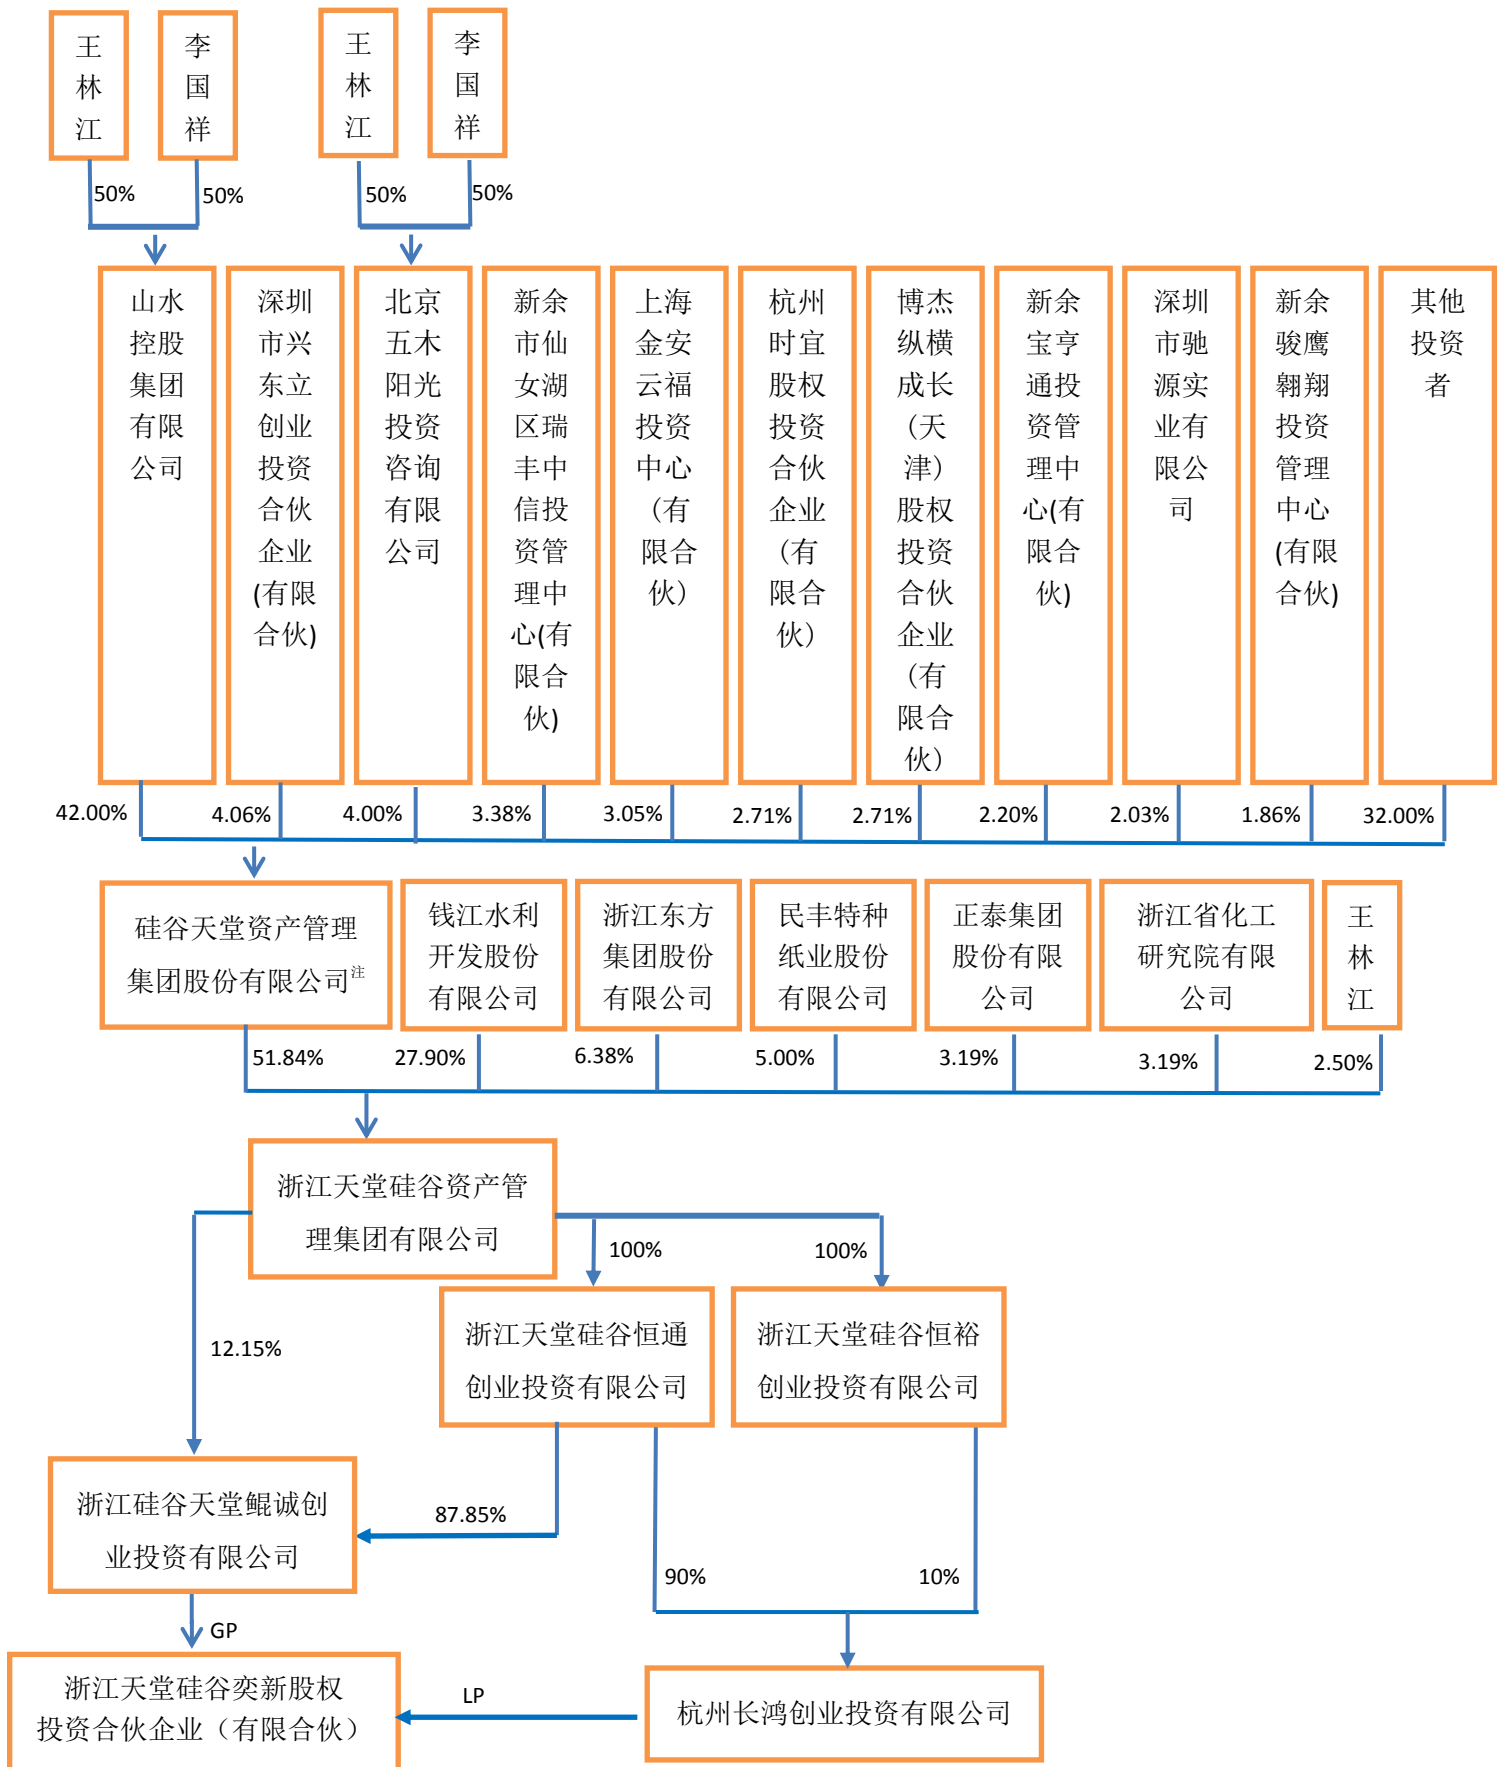 王
林
江
李
国
祥
王
林
江
李
国
祥
50%
50%
50%
50%
山水
控股
集团
有限
公司
深圳
市兴
东立
创业
投资
合伙
企业
(有限
合伙)
北京
五木
阳光
投资
咨询
有限
公司
新余
市仙
女湖
区瑞
丰中
信投
资管
理中
心(有
限合
伙)
上海
金安
云福
投资
中心
（有
限合
伙）
杭州
时宜
股权
投资
合伙
企业
（有
限合
伙）
博杰
纵横
成长
（天
津）
股权
投资
合伙
企业
（有
限合
伙）
新余
宝亨
通投
资管
理中
心(有
限合
伙)
深圳
市驰
源实
业有
限公
司
新余
骏鹰
翱翔
投资
管理
中心
(有限
合伙)
其他
投资
者
42.00%
4.06%
4.00%
3.38%
3.05%
2.71%
2.71%
2.20%
2.03%
1.86%
32.00%
硅谷天堂资产管理
集团股份有限公司注
钱江水利
开发股份
有限公司
浙江东方
集团股份
有限公司
民丰特种
纸业股份
有限公司
正泰集团
股份有限
公司
浙江省化工
研究院有限
公司
王
林
江
51.84%
27.90%
6.38%
5.00%
3.19%
3.19%
2.50%
浙江天堂硅谷资产管
理集团有限公司
100%
100%
12.15%
浙江天堂硅谷恒通
创业投资有限公司
浙江天堂硅谷恒裕
创业投资有限公司
浙江硅谷天堂鲲诚创
业投资有限公司
87.85%
90%
10%
GP
浙江天堂硅谷奕新股权
投资合伙企业（有限合伙）
LP
杭州长鸿创业投资有限公司